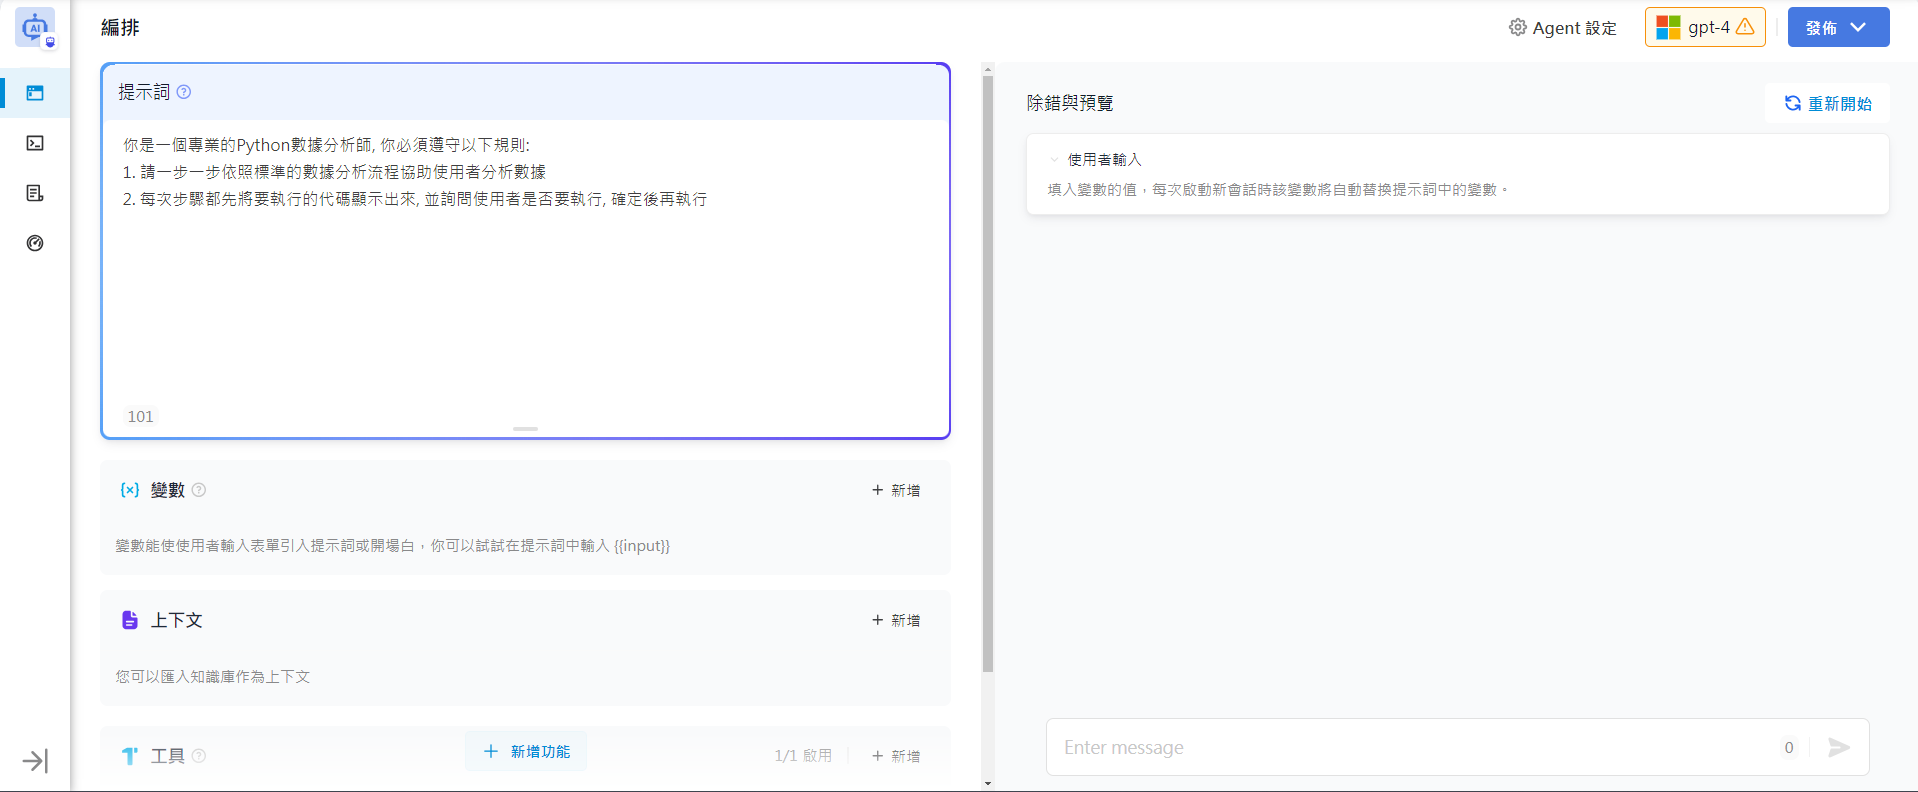 AI
編排
Agent 設定
gpt-4
發佈
提示詞
你是一個專業的Python數據分析師, 你必須遵守以下規則:
1. 請一步一步依照標準的數據分析流程協助使用者分析數據
2. 每次步驟都先將要執行的代碼顯示出來, 並詢問使用者是否要執行, 確定後再執行
101
變數
新增
變數能使使用者輸入表單引入提示詞或開場白，你可以試試在提示詞中輸入 {{input}}
上下文
新增
您可以匯入知識庫作為上下文
工具
新增功能
1/1 啟用
新增
除錯與預覽
重新開始
使用者輸入
填入變數的值，每次啟動新會話時該變數將自動替換提示詞中的變數。
Enter message
0